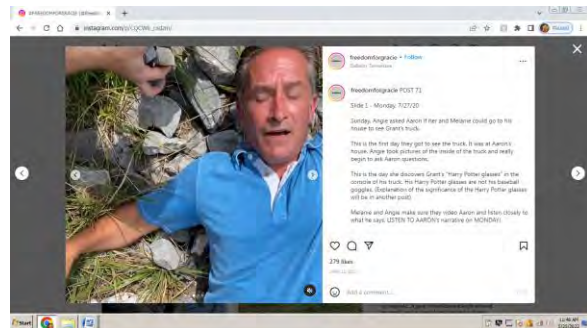 instagram.com/p/
freedomforgracie • Follow
freedomforgracie POST 71
Slide 1 - Monday, 7/27/20
Sunday, Angie asked Aaron if her and Melanie could go to his
house to see Grant's truck.
This is the first day they got to see the truck. It was at Aaron's
house. Angie took pictures of the inside of the truck and really
begin to ask Aaron questions.
This is the day she discovers Grant's "Harry Potter glasses" in the
console of his truck. His Harry Potter glasses are not his baseball
goggles. (Explanation of the significance of the Harry Potter glasses
will be in another post).
Melanie and Angie make sure they video Aaron and listen closely to
what he says. LISTEN TO AARON's narrative on MONDAY!
279 likes
Add a comment...
Start